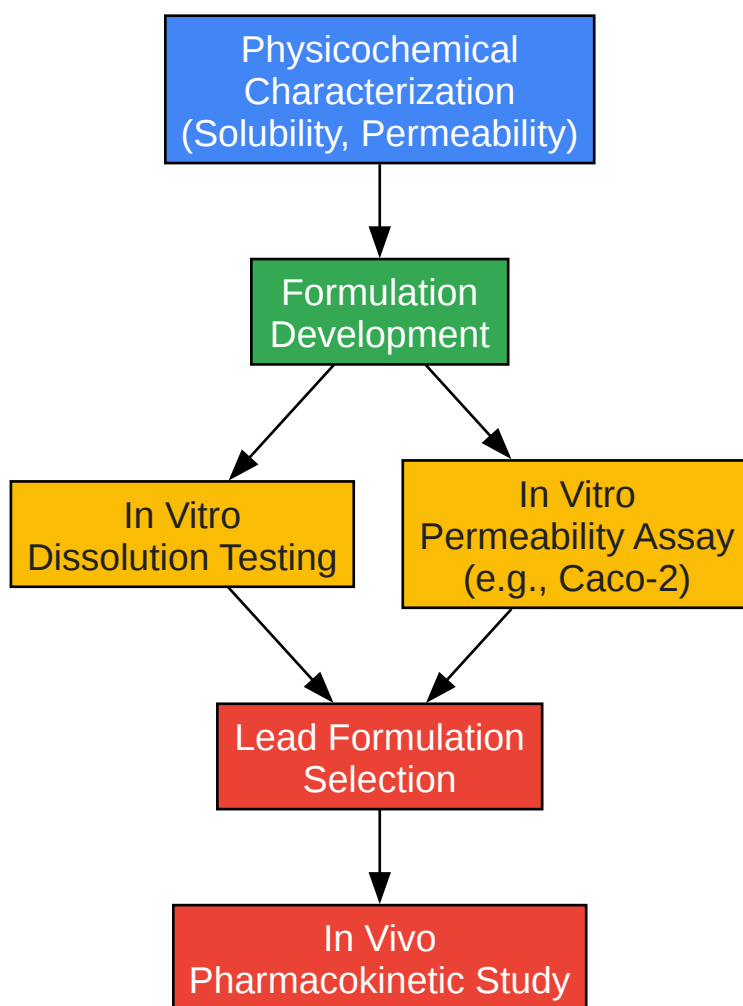 Physicochemical
Characterization
(Solubility, Permeability)
Formulation
Development
In Vitro
Dissolution Testing
In Vitro
Permeability Assay
(e.g., Caco-2)
Lead Formulation
Selection
In Vivo
Pharmacokinetic Study